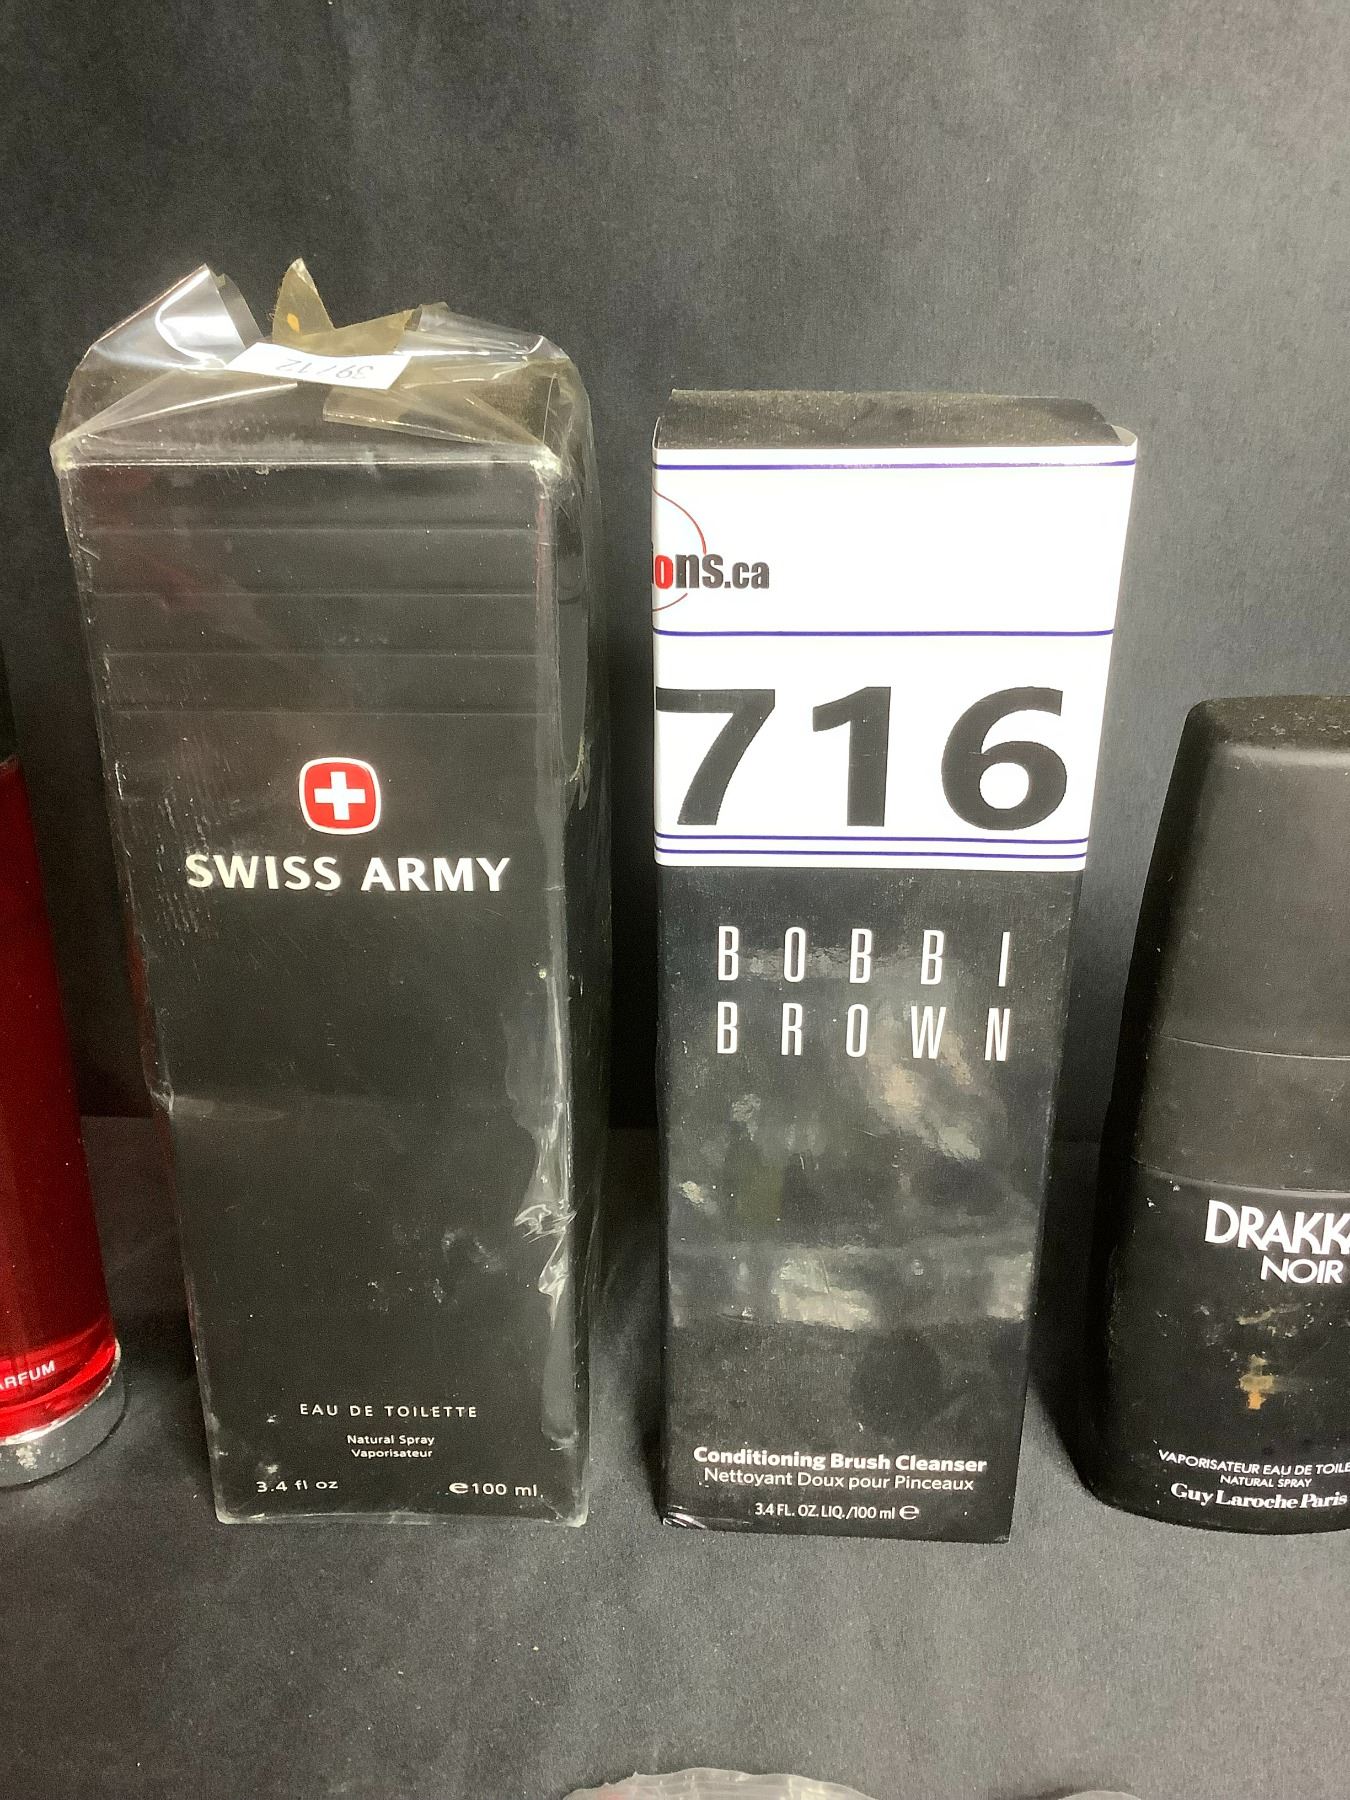 39/12
SWISS ARMY
EAU DE TOILETTE
Natural Spray
Vaporisateur
3.4 fl oz
℮100 ml
ons.ca
716
BOBBI
BROWN
Conditioning Brush Cleanser
Nettoyant Doux pour Pinceaux
3.4 FL. OZ. LIQ./100 ml ℮
DRAKK
NOIR
VAPORISATEUR EAU DE TOILE
NATURAL SPRAY
Guy Laroche Paris
ARFUM